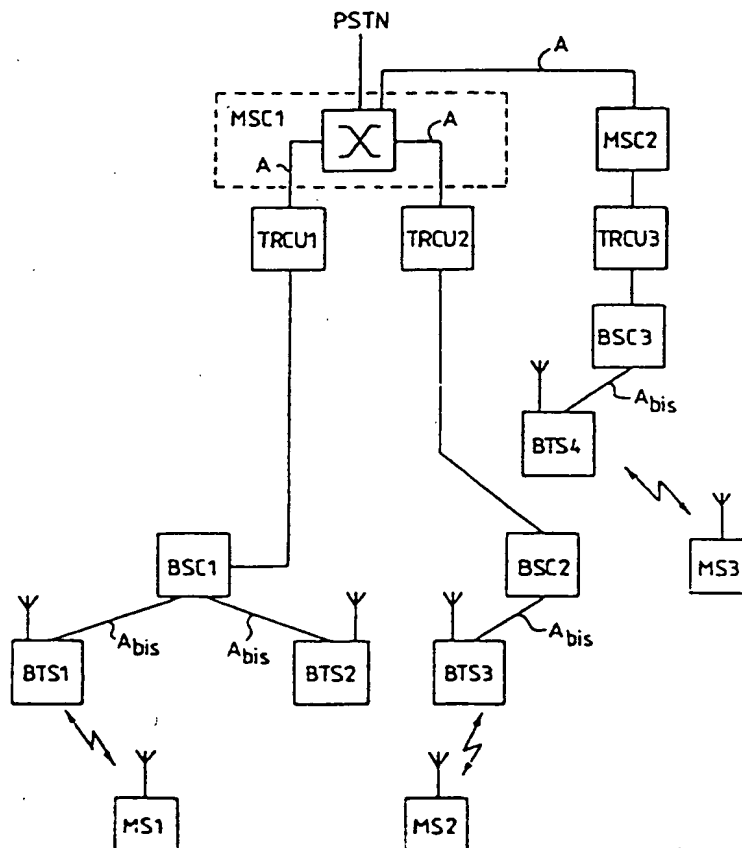 PSTN
A
MSC1
A
MSC2
A
TRCU1
TRCU2
TRCU3
BSC3
Abis
BTS4
BSC1
BSC2
MS3
Abis
Abis
Abis
BTS1
BTS2
BTS3
MS1
MS2